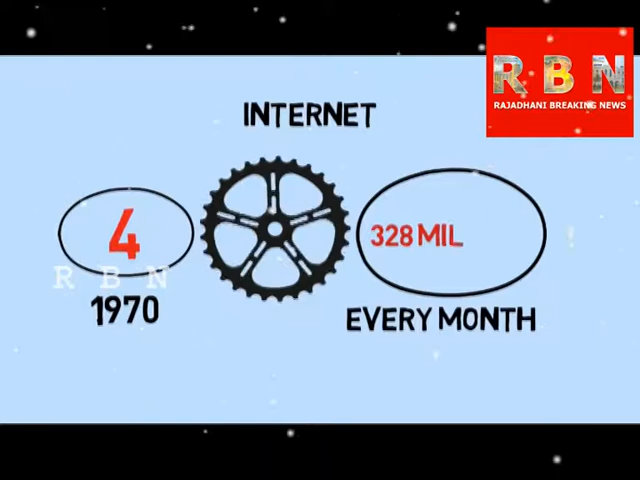 R B N
RAJADHANI BREAKING NEWS
INTERNET
4
328 MIL
R B N
1970
EVERY MONTH